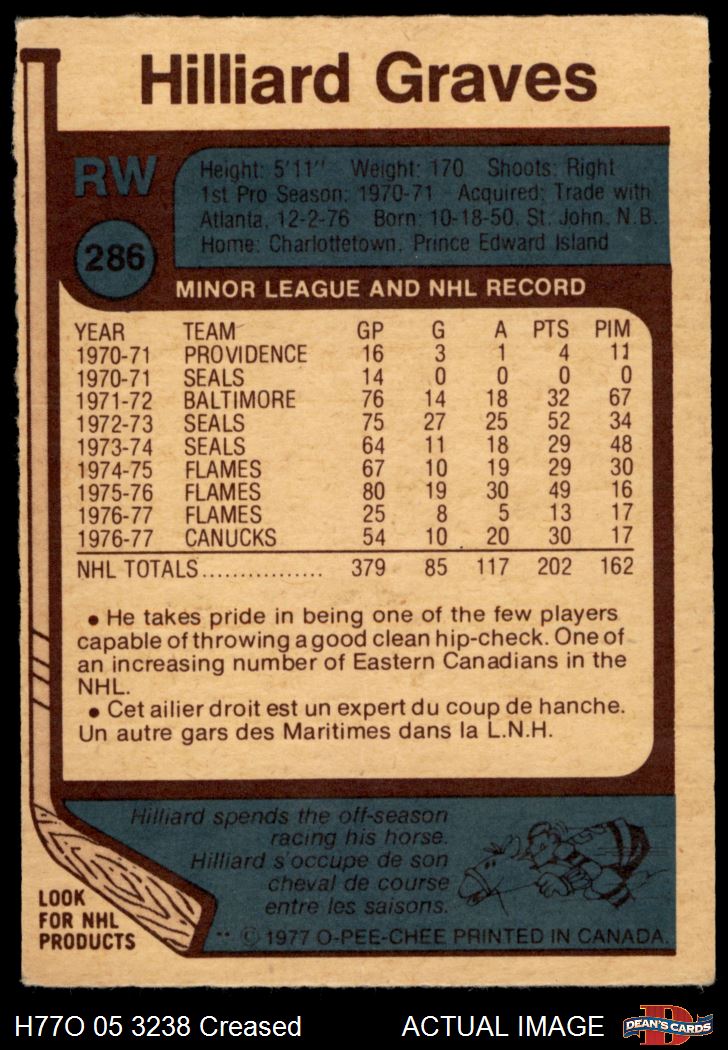 Hilliard Graves
RW
286
Height: 5'11" Weight: 170 Shoots: Right
1st Pro Season: 1970-71 Acquired: Trade with
Atlanta, 12-2-76 Born: 10-18-50, St. John, N.B.
Home: Charlottetown, Prince Edward Island
MINOR LEAGUE AND NHL RECORD
YEAR TEAM GP G A PTS PIM
1970-71 PROVIDENCE 16 3 1 4 11
1970-71 SEALS 14 0 0 0 0
1971-72 BALTIMORE 76 14 18 32 67
1972-73 SEALS 75 27 25 52 34
1973-74 SEALS 64 11 18 29 48
1974-75 FLAMES 67 10 19 29 30
1975-76 FLAMES 80 19 30 49 16
1976-77 FLAMES 25 8 5 13 17
1976-77 CANUCKS 54 10 20 30 17
NHL TOTALS................ 379 85 117 202 162
• He takes pride in being one of the few players
capable of throwing a good clean hip-check. One of
an increasing number of Eastern Canadians in the
NHL.
• Cet ailier droit est un expert du coup de hanche.
Un autre gars des Maritimes dans la L.N.H.
Hilliard spends the off-season
racing his horse.
Hilliard s'occupe de son
cheval de course
entre les saisons.
LOOK
FOR NHL
PRODUCTS
** © 1977 O-PEE-CHEE PRINTED IN CANADA.
H77O 05 3238 Creased ACTUAL IMAGE
D
DEAN'S CARDS